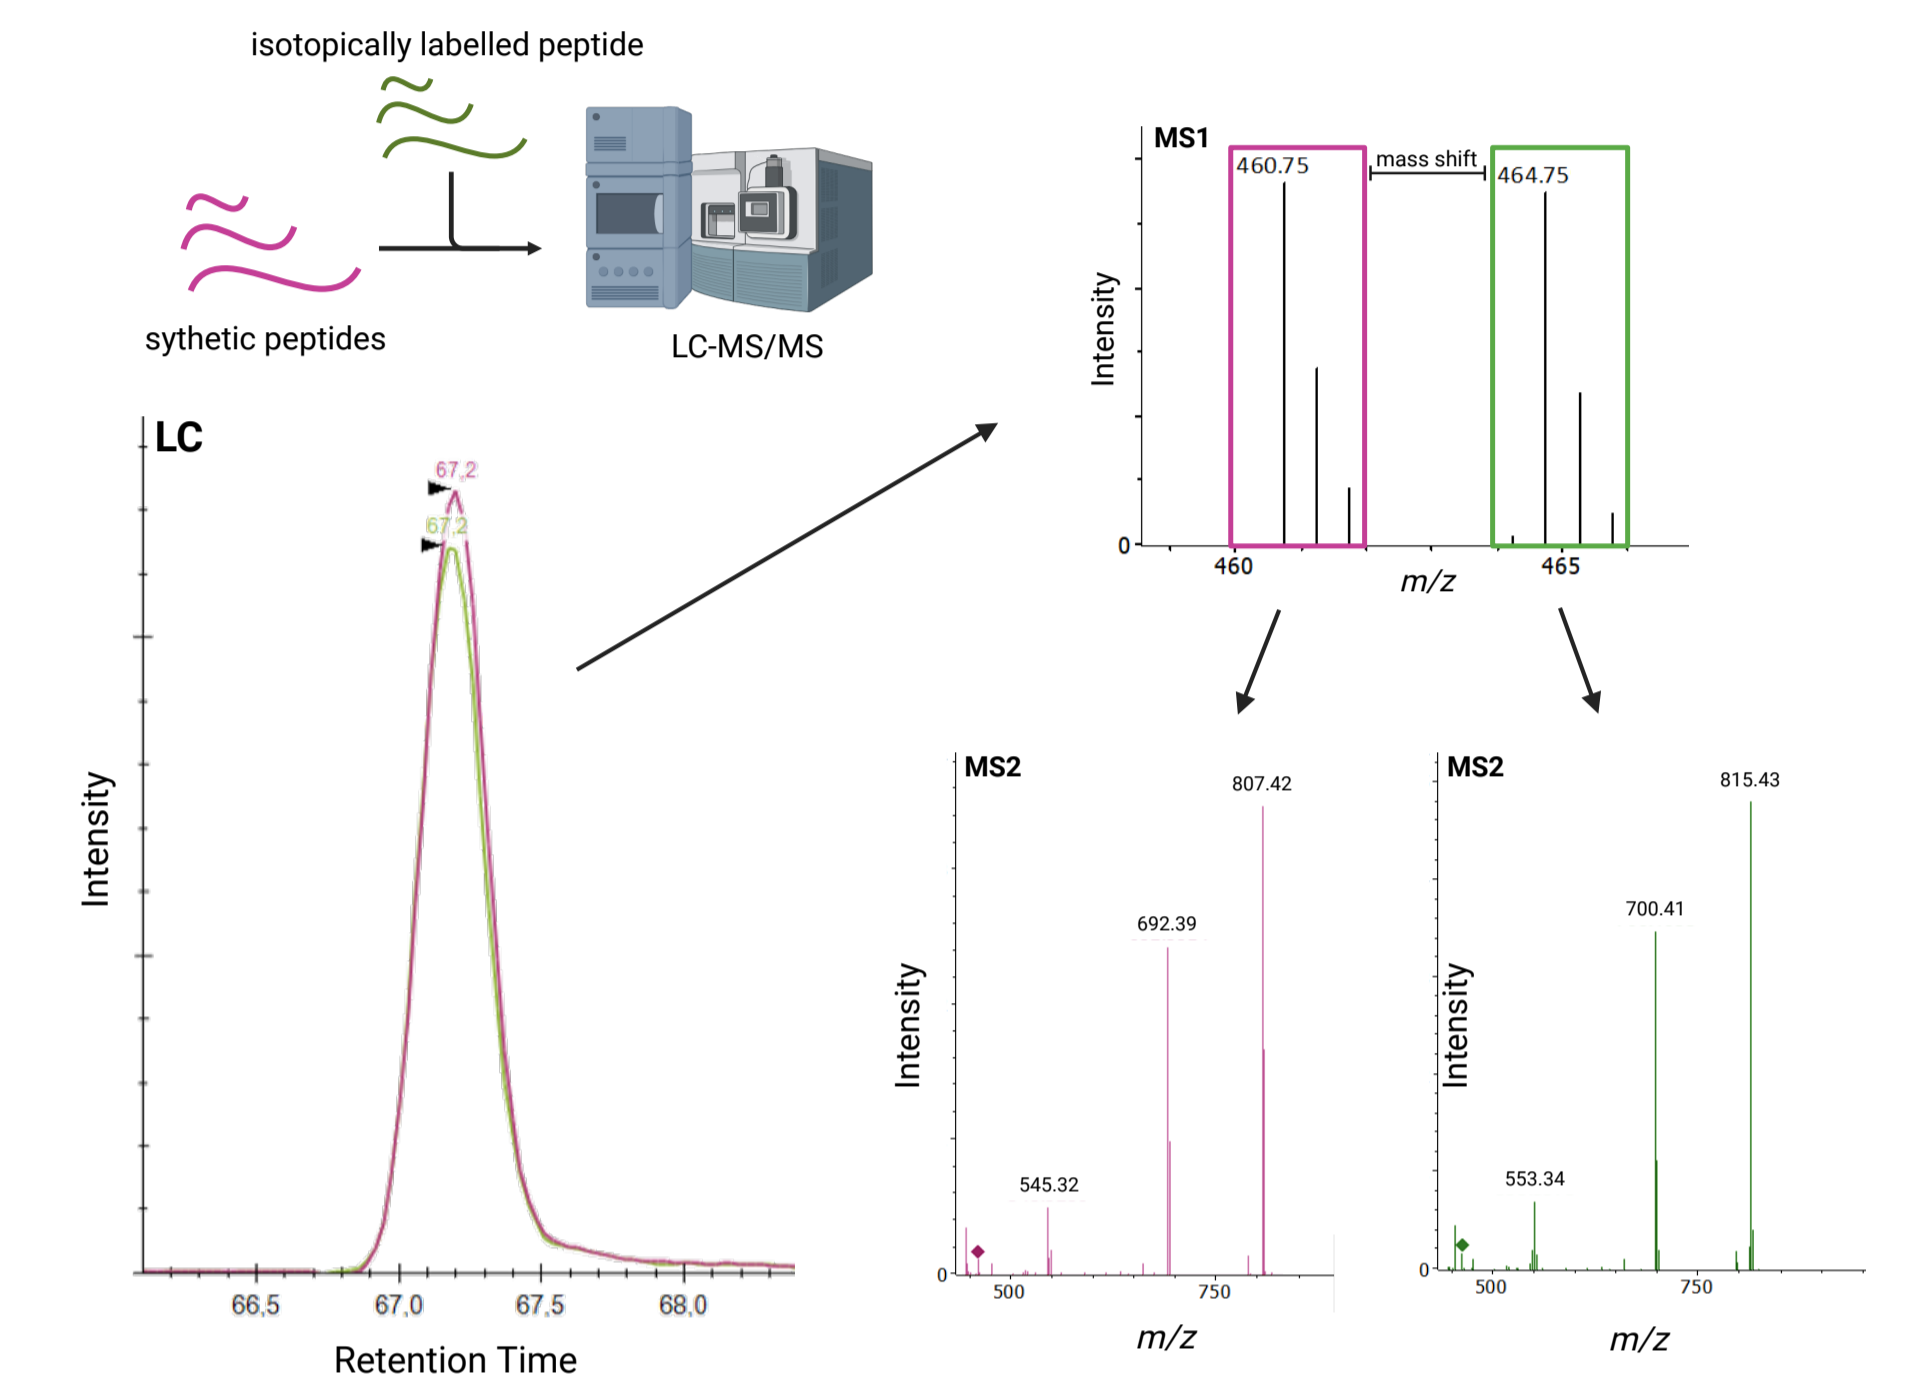 isotopically labelled peptide
sythetic peptides
LC-MS/MS
LC
67,2
67,2
Intensity
66,5 67,0 67,5 68,0
Retention Time
MS1
460.75
mass shift
464.75
Intensity
0
460 465
m/z
MS2
807.42
692.39
545.32
Intensity
0
500 750
m/z
MS2
815.43
700.41
553.34
Intensity
0
500 750
m/z